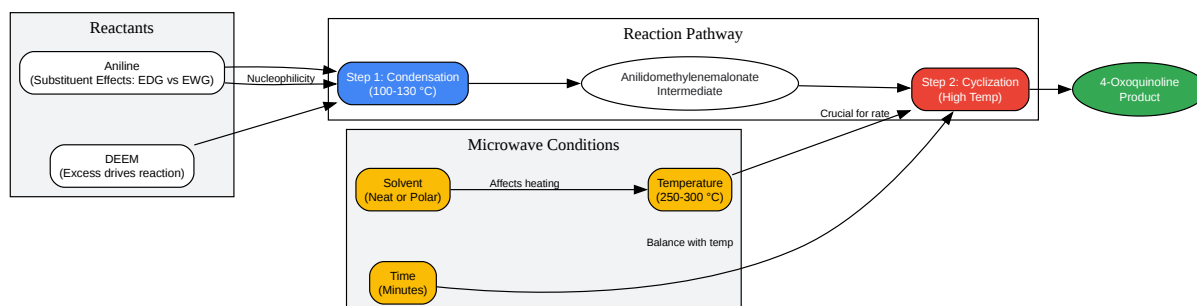 Reactants
Aniline
(Substituent Effects: EDG vs EWG)
DEEM
(Excess drives reaction)
Nucleophilicity
Reaction Pathway
Step 1: Condensation
(100-130 °C)
Anilidomethylenemalonate
Intermediate
Step 2: Cyclization
(High Temp)
4-Oxoquinoline
Product
Crucial for rate
Microwave Conditions
Solvent
(Neat or Polar)
Affects heating
Temperature
(250-300 °C)
Balance with temp
Time
(Minutes)